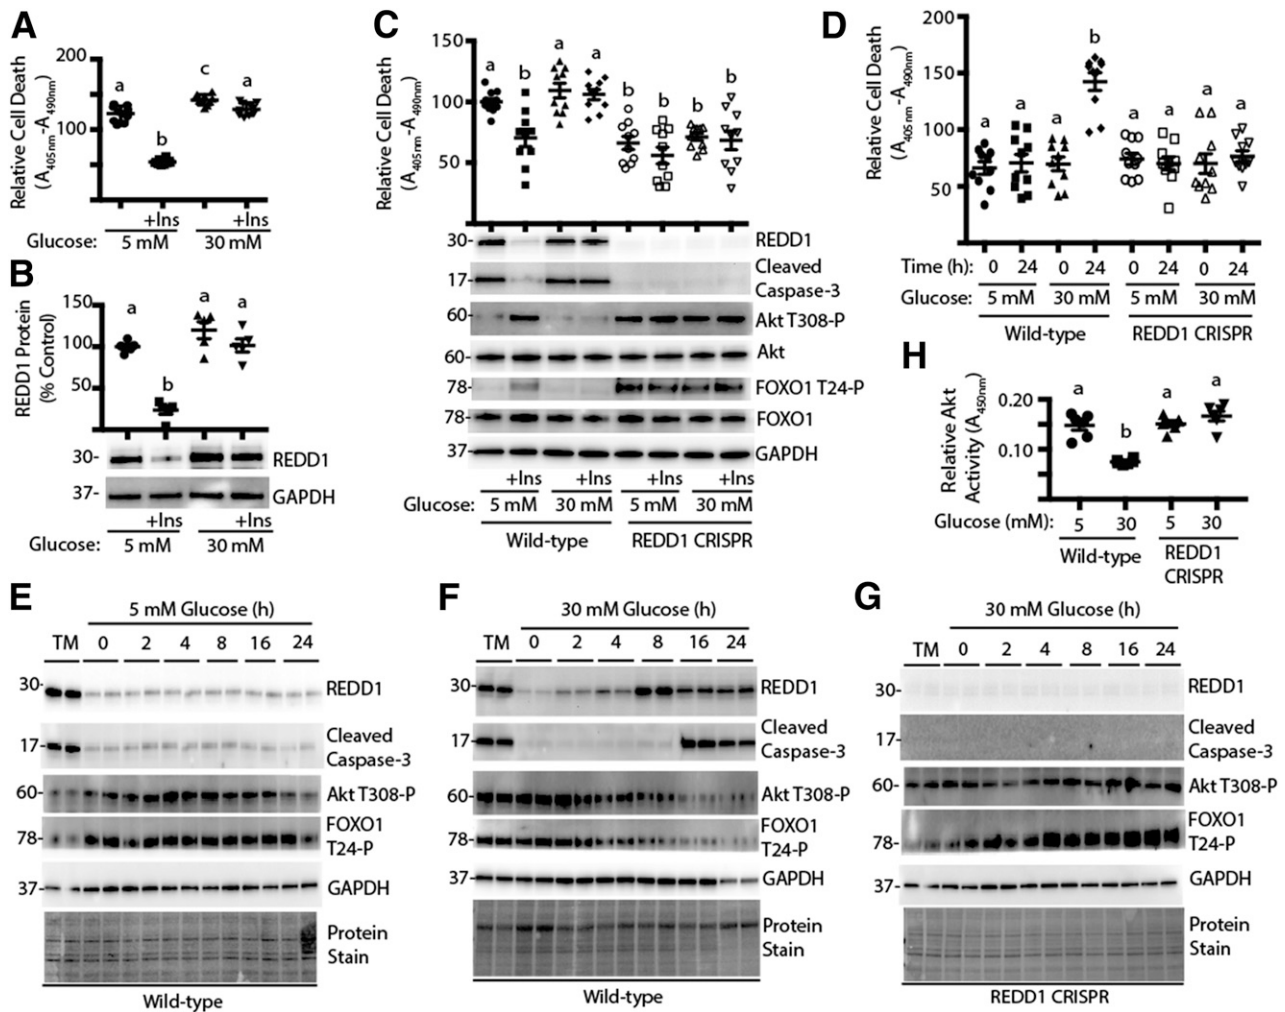 A
Relative Cell Death
(A405nm-A490nm)
200
100
0
a
b
c
a
+Ins
+Ins
Glucose:
5 mM
30 mM
B
REDD1 Protein
(% Control)
150
100
50
a
b
a
a
30-
REDD1
37-
GAPDH
+Ins
+Ins
Glucose:
5 mM
30 mM
C
Relative Cell Death
(A405nm-A490nm)
150
100
50
0
a
b
a
a
b
b
b
b
30-
REDD1
17-
Cleaved
Caspase-3
60-
Akt T308-P
60-
Akt
78-
FOXO1 T24-P
78-
FOXO1
37-
GAPDH
+Ins
+Ins
+Ins
+Ins
Glucose:
5 mM
30 mM
5 mM
30 mM
Wild-type
REDD1 CRISPR
D
Relative Cell Death
(A405nm-A490nm)
200
150
100
50
0
a
a
a
b
a
a
a
a
Time (h):
0
24
0
24
0
24
0
24
Glucose:
5 mM
30 mM
5 mM
30 mM
Wild-type
REDD1 CRISPR
H
Relative Akt
Activity (A450nm)
0.20
0.10
0
a
b
a
a
Glucose (mM):
5
30
5
30
Wild-type
REDD1
CRISPR
E
5 mM Glucose (h)
TM
0
2
4
8
16
24
30-
REDD1
17-
Cleaved
Caspase-3
60-
Akt T308-P
78-
FOXO1
T24-P
37-
GAPDH
Protein
Stain
Wild-type
F
30 mM Glucose (h)
TM
0
2
4
8
16
24
30-
REDD1
17-
Cleaved
Caspase-3
60-
Akt T308-P
78-
FOXO1
T24-P
37-
GAPDH
Protein
Stain
Wild-type
G
30 mM Glucose (h)
TM
0
2
4
8
16
24
30-
REDD1
17-
Cleaved
Caspase-3
60-
Akt T308-P
78-
FOXO1
T24-P
37-
GAPDH
Protein
Stain
REDD1 CRISPR